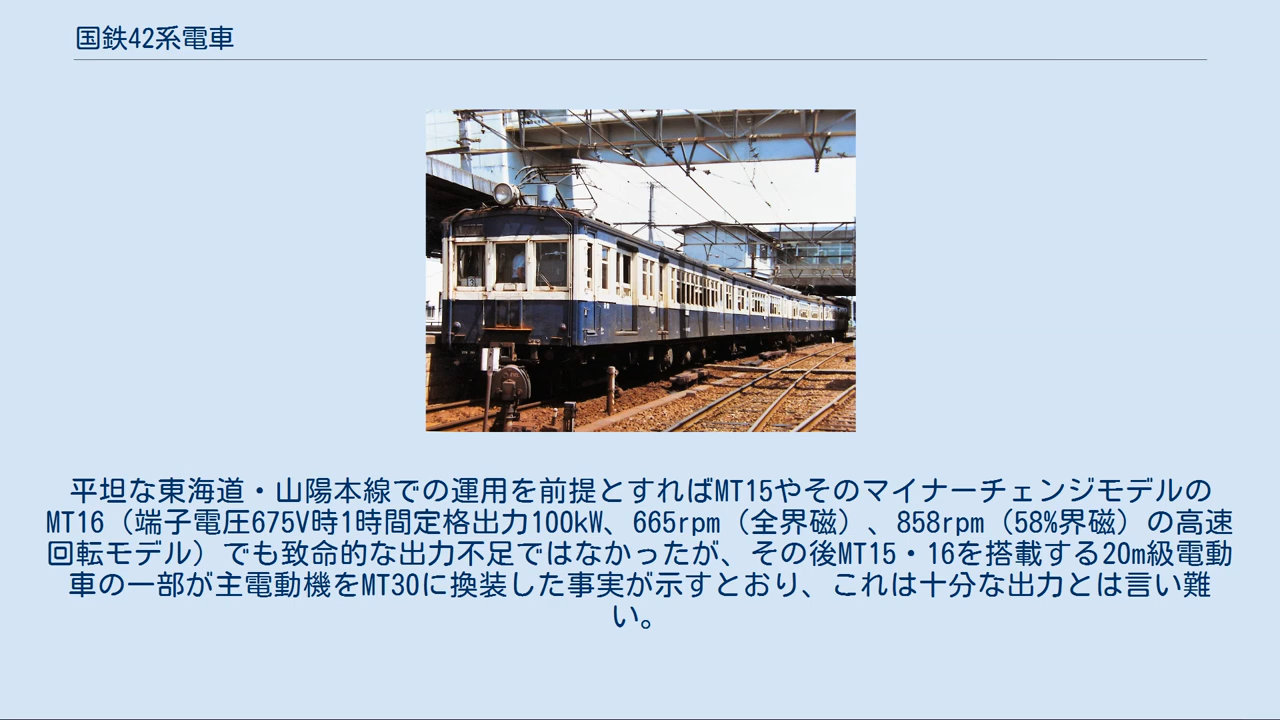 国鉄42系電車
平坦な東海道・山陽本線での運用を前提とすればMT15やそのマイナーチェンジモデルの
MT16（端子電圧675V時1時間定格出力100kW、665rpm（全界磁）、858rpm（58%界磁）の高速
回転モデル）でも致命的な出力不足ではなかったが、その後MT15・16を搭載する20m級電動
車の一部が主電動機をMT30に換装した事実が示すとおり、これは十分な出力とは言い難
い。